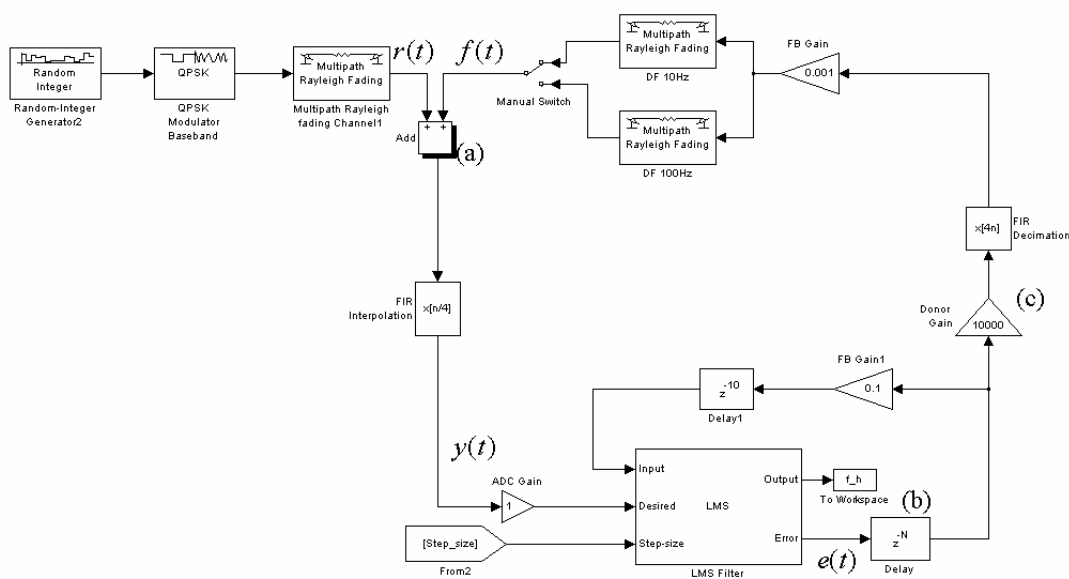 Random
Integer
Random-Integer
Generator2
QPSK
QPSK
Modulator
Baseband
Multipath
Rayleigh Fading
Multipath Rayleigh
fading Channel1
r(t)
f(t)
Add
+ +
(a)
Manual Switch
Multipath
Rayleigh Fading
DF 10Hz
Multipath
Rayleigh Fading
DF 100Hz
FB Gain
0.001
x[4n]
FIR
Decimation
Donor
Gain
10000
(c)
FIR
Interpolation
x[n/4]
FB Gain1
0.1
z-10
Delay1
y(t)
ADC Gain
1
[Step_size]
From2
Input
Desired
Step-size
LMS
Output
Error
LMS Filter
f_h
To Workspace
(b)
e(t)
z-N
Delay